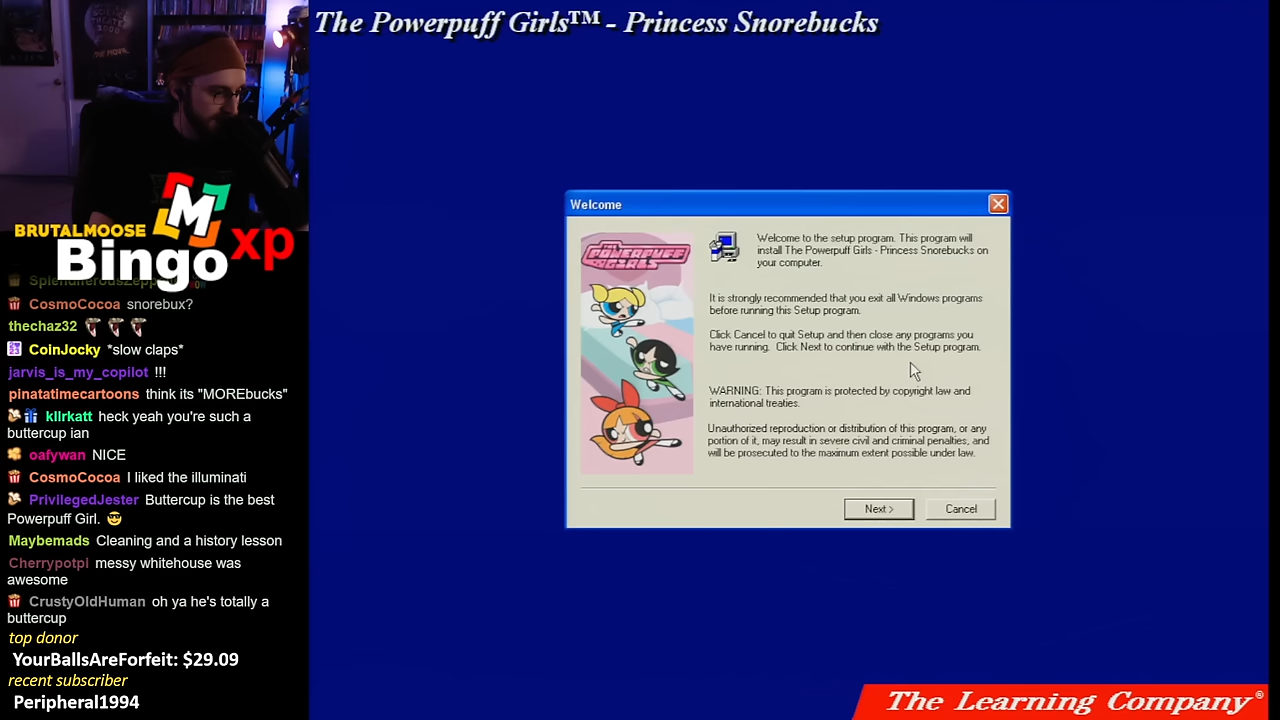 The Powerpuff Girls™ - Princess Snorebucks
BRUTALMOOSE
M
Bingo xp
CosmoCocoa snorebux?
thechaz32
CoinJocky *slow claps*
jarvis_is_my_copilot !!!
pinatatimecartoons think its "MOREbucks"
kllrkatt heck yeah you're such a
buttercup ian
oafywan NICE
CosmoCocoa I liked the illuminati
PrivilegedJester Buttercup is the best
Powerpuff Girl. 😎
Maybemads Cleaning and a history lesson
Cherrypotpi messy whitehouse was
awesome
CrustyOldHuman oh ya he's totally a
buttercup
top donor
YourBallsAreForfeit: $29.09
recent subscriber
Peripheral1994
Welcome
THE
POWERPUFF
GIRLS
Welcome to the setup program. This program will
install The Powerpuff Girls - Princess Snorebucks on
your computer.
It is strongly recommended that you exit all Windows programs
before running this Setup program.
Click Cancel to quit Setup and then close any programs you
have running. Click Next to continue with the Setup program.
WARNING: This program is protected by copyright law and
international treaties.
Unauthorized reproduction or distribution of this program, or any
portion of it, may result in severe civil and criminal penalties, and
will be prosecuted to the maximum extent possible under law.
Next >
Cancel
The Learning Company®